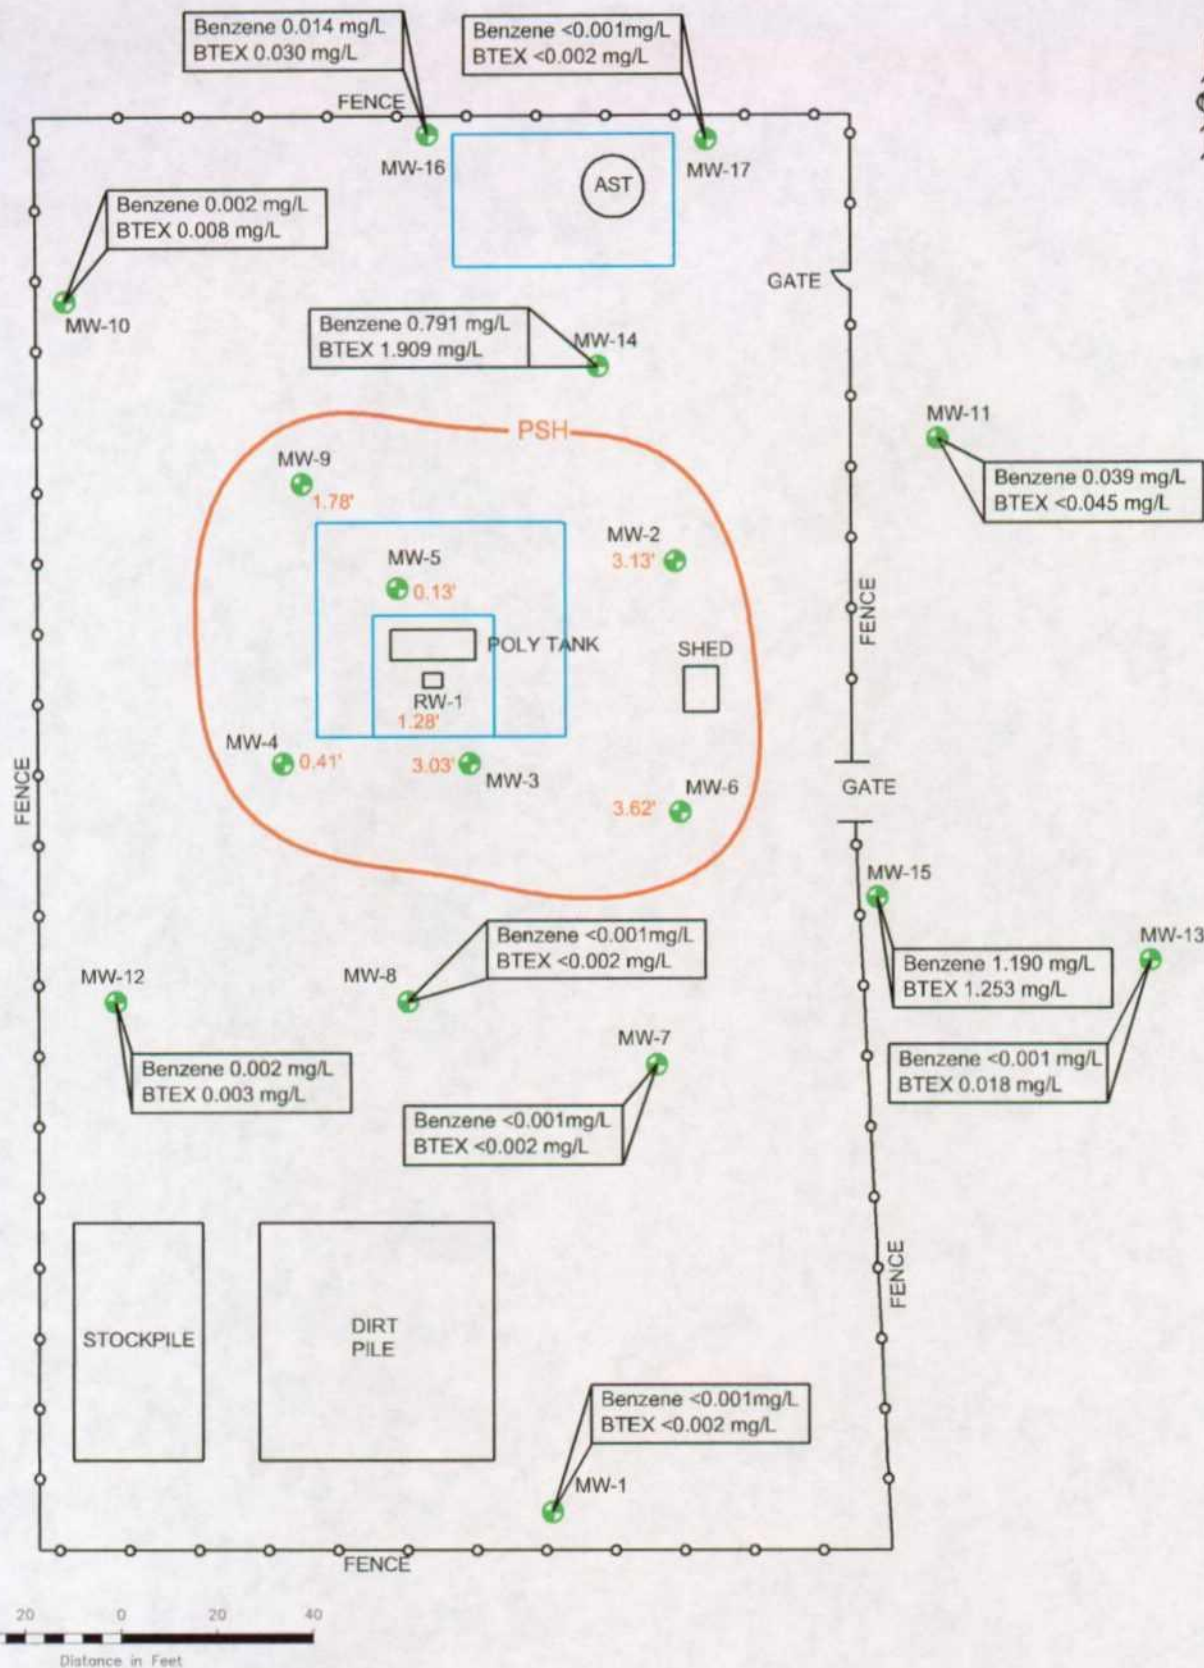 Benzene 0.014 mg/L
BTEX 0.030 mg/L
Benzene <0.001mg/L
BTEX <0.002 mg/L
FENCE
MW-16
MW-17
AST
Benzene 0.002 mg/L
BTEX 0.008 mg/L
MW-10
GATE
Benzene 0.791 mg/L
BTEX 1.909 mg/L
MW-14
MW-11
Benzene 0.039 mg/L
BTEX <0.045 mg/L
PSH
MW-9
1.78'
MW-2
3.13'
MW-5
0.13'
FENCE
POLY TANK
SHED
RW-1
1.28'
MW-4
0.41'
3.03'
MW-3
FENCE
3.62'
MW-6
GATE
MW-15
Benzene 1.190 mg/L
BTEX 1.253 mg/L
MW-13
Benzene <0.001 mg/L
BTEX 0.018 mg/L
MW-12
Benzene 0.002 mg/L
BTEX 0.003 mg/L
MW-8
Benzene <0.001mg/L
BTEX <0.002 mg/L
MW-7
Benzene <0.001mg/L
BTEX <0.002 mg/L
FENCE
STOCKPILE
DIRT
PILE
Benzene <0.001mg/L
BTEX <0.002 mg/L
MW-1
FENCE
20 0 20 40
Distance in Feet